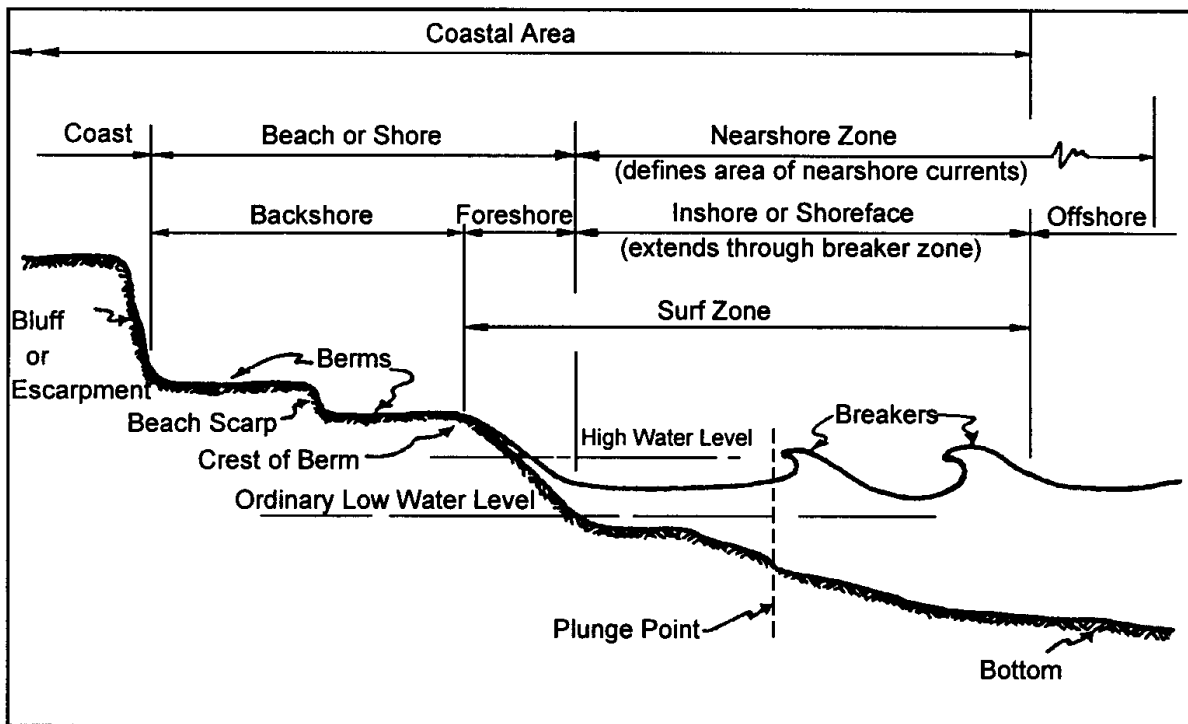 Coastal Area
Coast
Beach or Shore
Nearshore Zone
(defines area of nearshore currents)
Backshore
Foreshore
Inshore or Shoreface
Offshore
(extends through breaker zone)
Surf Zone
Bluff
or
Escarpment
Berms
Beach Scarp
Breakers
High Water Level
Crest of Berm
Ordinary Low Water Level
Plunge Point
Bottom